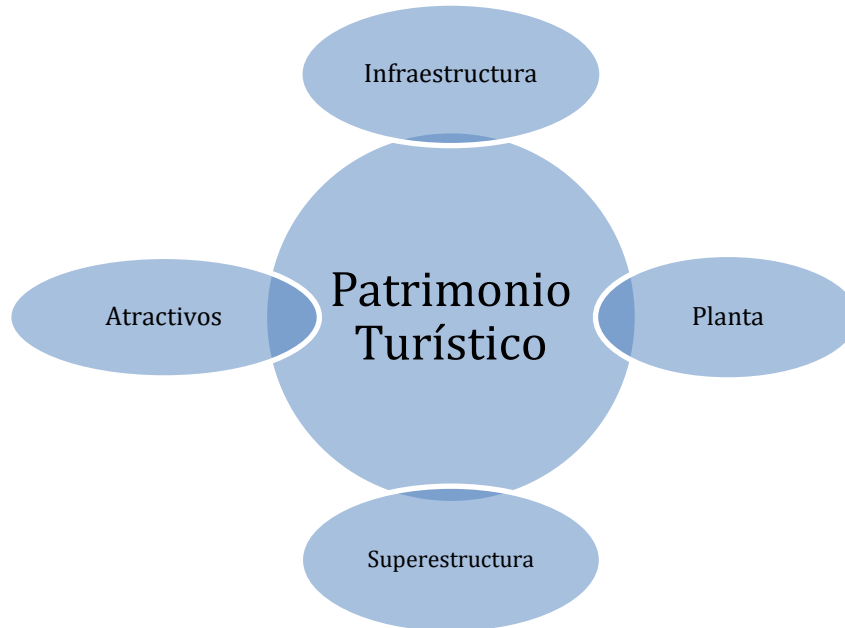 Infraestructura
Patrimonio
Turístico
Atractivos
Planta
Superestructura